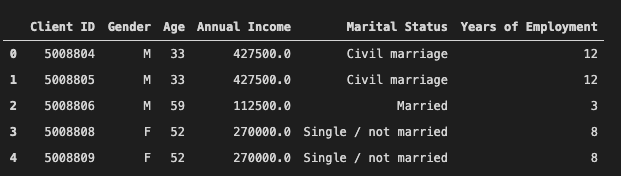 Client ID Gender Age Annual Income Marital Status Years of Employment
0 5008804 M 33 427500.0 Civil marriage 12
1 5008805 M 33 427500.0 Civil marriage 12
2 5008806 M 59 112500.0 Married 3
3 5008808 F 52 270000.0 Single / not married 8
4 5008809 F 52 270000.0 Single / not married 8